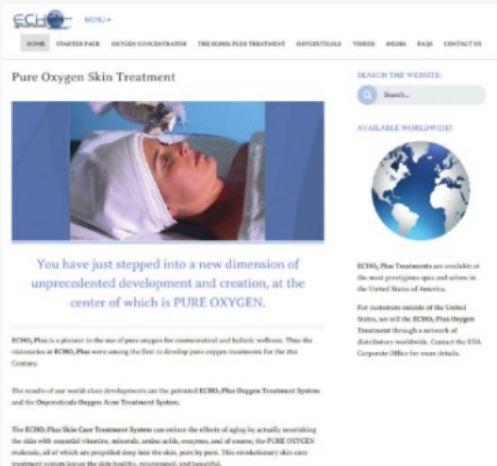 ECHO
MENU
HOME STARTER PACK OXYGEN CONCENTRATOR THE ECHO2 PLUS TREATMENT OXYCEUTICALS VIDEOS MEDIA FAQS CONTACT US
Pure Oxygen Skin Treatment
You have just stepped into a new dimension of
unprecedented development and creation, at the
center of which is PURE OXYGEN.
ECHO2 Plus is a pioneer in the use of pure oxygen for cosmeceutical and holistic wellness. Thus the
visionaries at ECHO2 Plus were among the first to develop pure oxygen treatments for the 21st
Century.
The results of our world-class developments are the patented ECHO2 Plus Oxygen Treatment System
and the Oxyceuticals Oxygen Acne Treatment System.
The ECHO2 Plus Skin Care Treatment System can reduce the effects of aging by actually nourishing
the skin with essential vitamins, minerals, amino acids, enzymes, and of course, the PURE OXYGEN
molecule, all of which are propelled deep into the skin, pore by pore. This revolutionary skin care
treatment system leaves the skin healthy, rejuvenated, and beautiful.
SEARCH THE WEBSITE:
Search...
AVAILABLE WORLDWIDE!
ECHO2 Plus Treatments are available at
the most prestigious spas and salons in
the United States of America.
For customers outside of the United
States, we sell the ECHO2 Plus Oxygen
Treatment through a network of
distributors worldwide. Contact the USA
Corporate Office for more details.